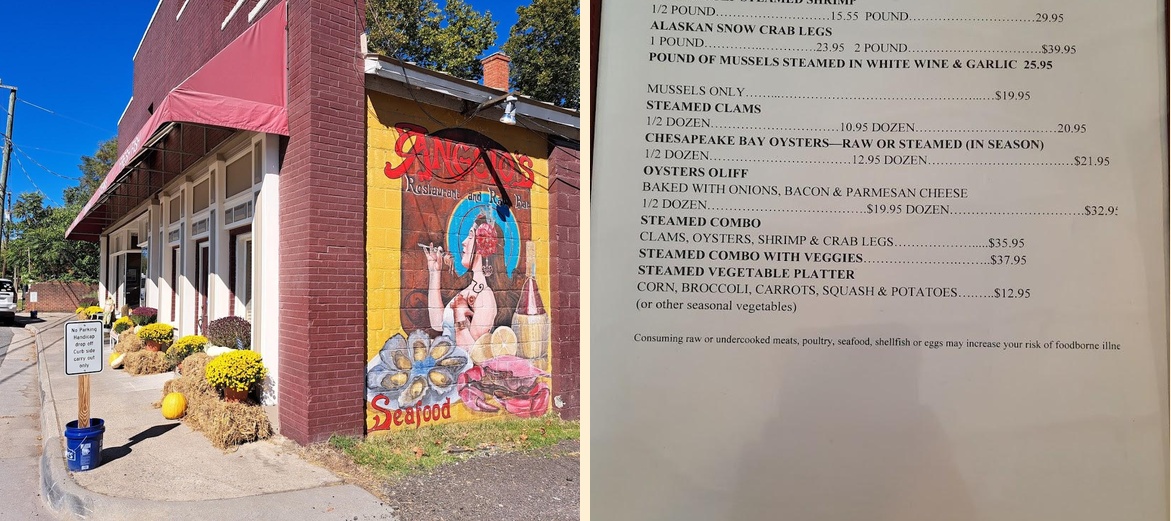 No Parking
Handicap
drop off
Curb side
carry out
only
Restaurant and Raw Bar
Seafood
1/2 POUND..............................15.55 POUND.................................29.95
ALASKAN SNOW CRAB LEGS
1 POUND.............................23.95 2 POUND......................................$39.95
POUND OF MUSSELS STEAMED IN WHITE WINE & GARLIC 25.95
MUSSELS ONLY...............................................................................$19.95
STEAMED CLAMS
1/2 DOZEN..................................................10.95 DOZEN............................................20.95
CHESAPEAKE BAY OYSTERS—RAW OR STEAMED (IN SEASON)
1/2 DOZEN.....................................................12.95 DOZEN......................................$21.95
OYSTERS OLIFF
BAKED WITH ONIONS, BACON & PARMESAN CHEESE
1/2 DOZEN.........................................................$19.95 DOZEN...................................$32.95
STEAMED COMBO
CLAMS, OYSTERS, SHRIMP & CRAB LEGS........................$35.95
STEAMED COMBO WITH VEGGIES................................$37.95
STEAMED VEGETABLE PLATTER
CORN, BROCCOLI, CARROTS, SQUASH & POTATOES.........$12.95
(or other seasonal vegetables)
Consuming raw or undercooked meats, poultry, seafood, shellfish or eggs may increase your risk of foodborne illne